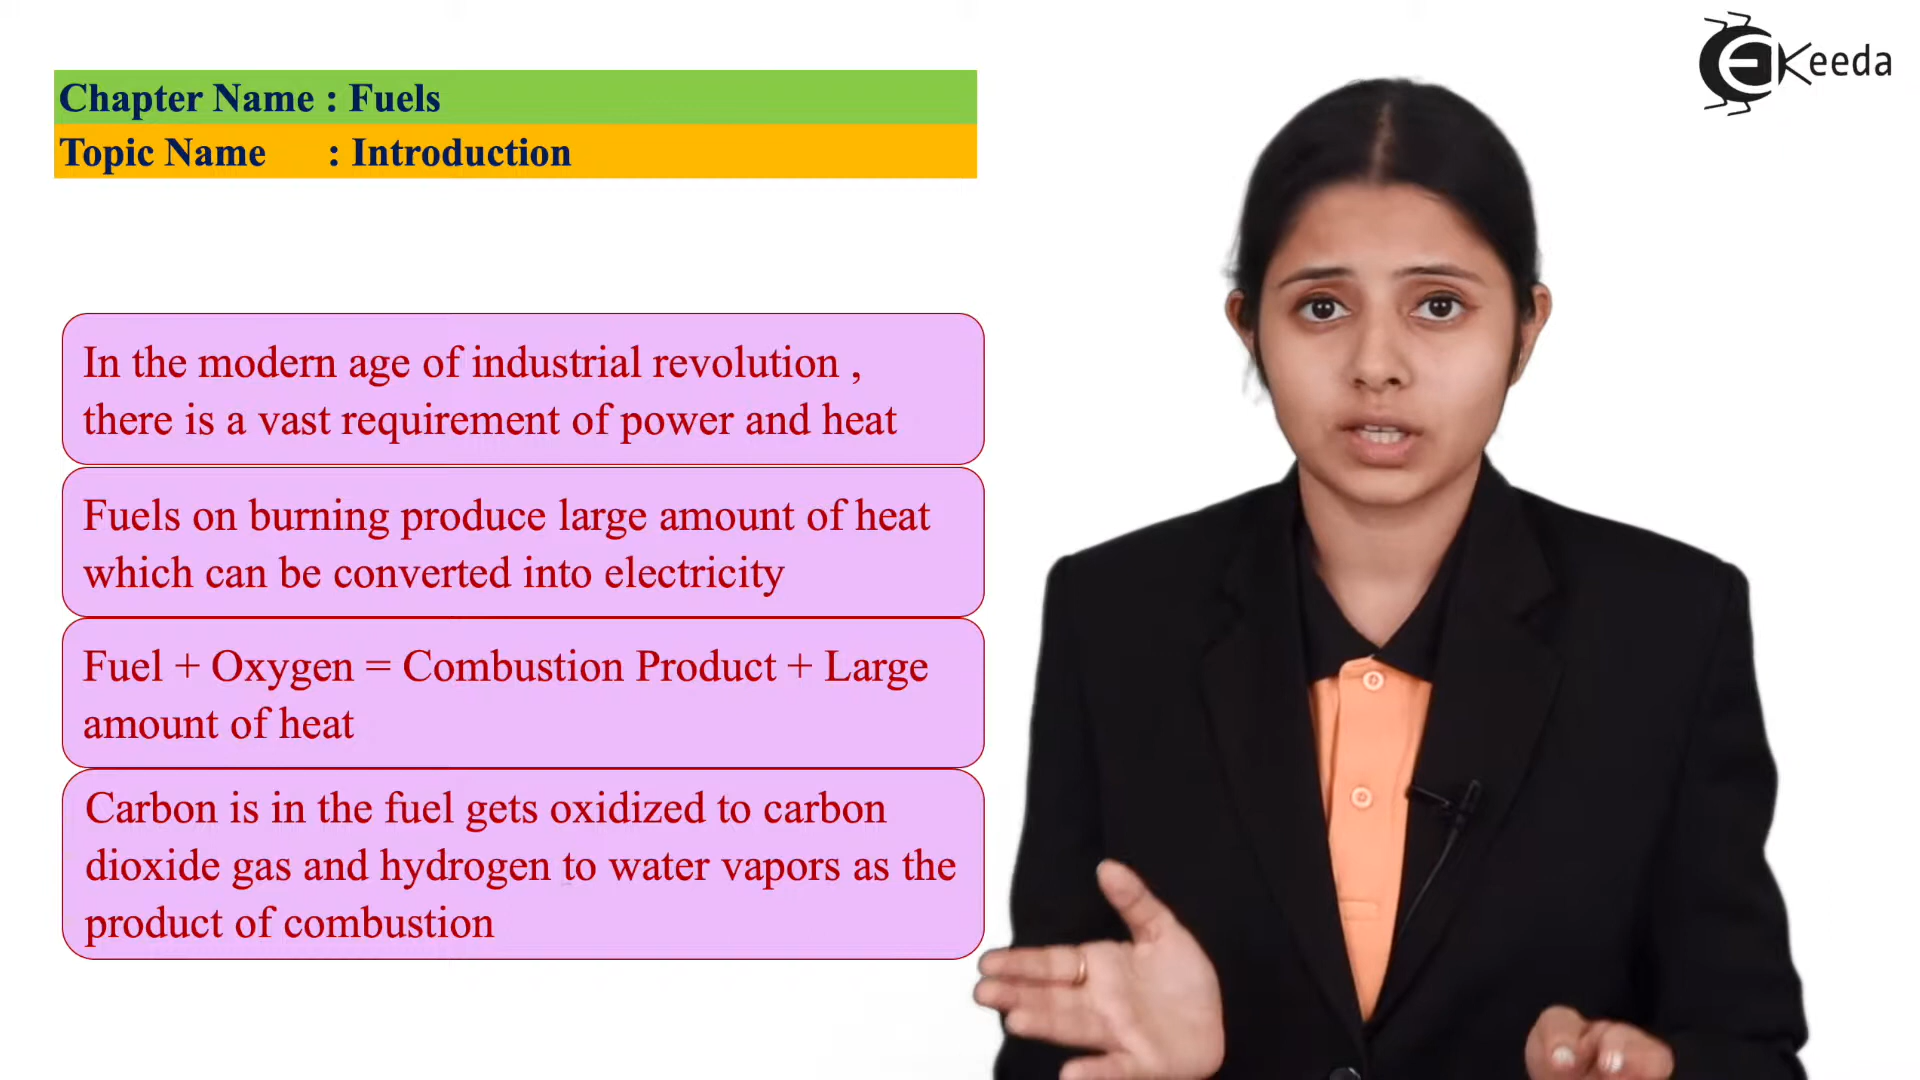 Chapter Name : Fuels
Topic Name : Introduction
EKeeda
In the modern age of industrial revolution ,
there is a vast requirement of power and heat
Fuels on burning produce large amount of heat
which can be converted into electricity
Fuel + Oxygen = Combustion Product + Large
amount of heat
Carbon is in the fuel gets oxidized to carbon
dioxide gas and hydrogen to water vapors as the
product of combustion